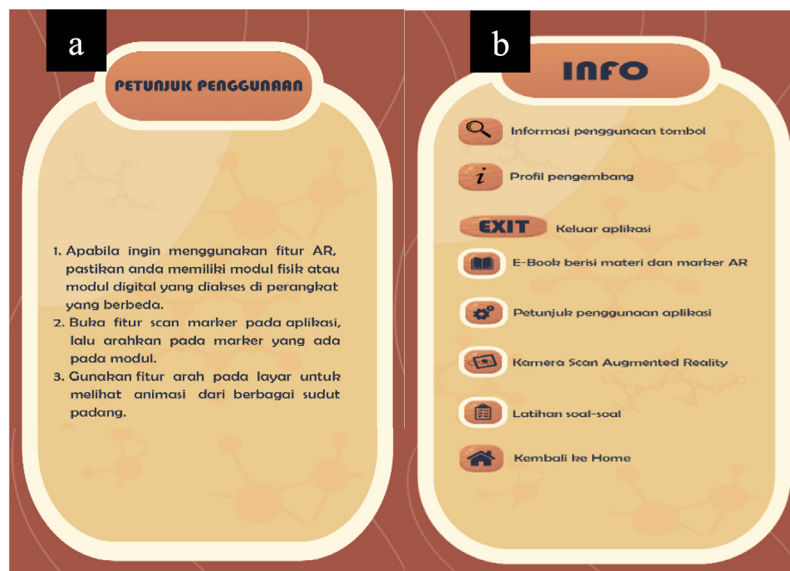 a
PETUNJUK PENGGUNAAN
1. Apabila ingin menggunakan fitur AR,
pastikan anda memiliki modul fisik atau
modul digital yang diakses di perangkat
yang berbeda.
2. Buka fitur scan marker pada aplikasi,
lalu arahkan pada marker yang ada
pada modul.
3. Gunakan fitur arah pada layar untuk
melihat animasi dari berbagai sudut
padang.
b
INFO
Informasi penggunaan tombol
i Profil pengembang
EXIT Keluar aplikasi
E-Book berisi materi dan marker AR
Petunjuk penggunaan aplikasi
Kamera Scan Augmented Reality
Latihan soal-soal
Kembali ke Home